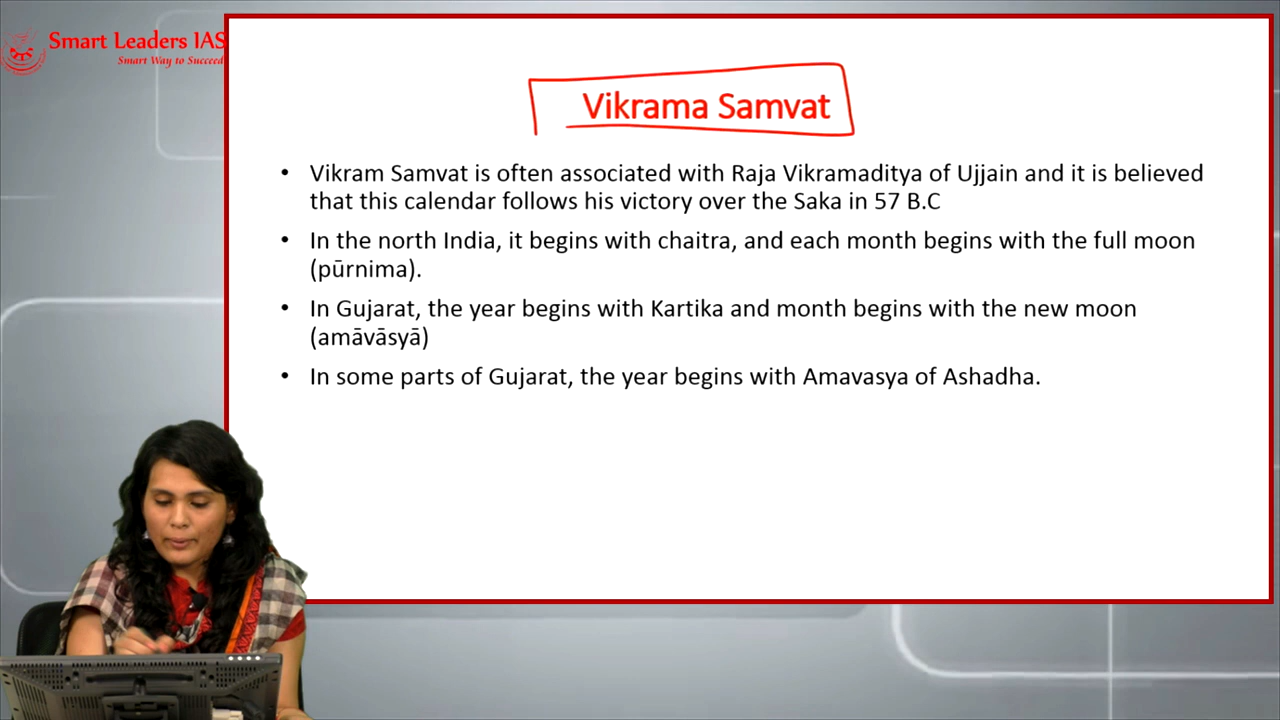 Smart Leaders IAS
Smart Way to Succeed
Vikrama Samvat
• Vikram Samvat is often associated with Raja Vikramaditya of Ujjain and it is believed
that this calendar follows his victory over the Saka in 57 B.C
• In the north India, it begins with chaitra, and each month begins with the full moon
(pūrnima).
• In Gujarat, the year begins with Kartika and month begins with the new moon
(amāvāsyā)
• In some parts of Gujarat, the year begins with Amavasya of Ashadha.